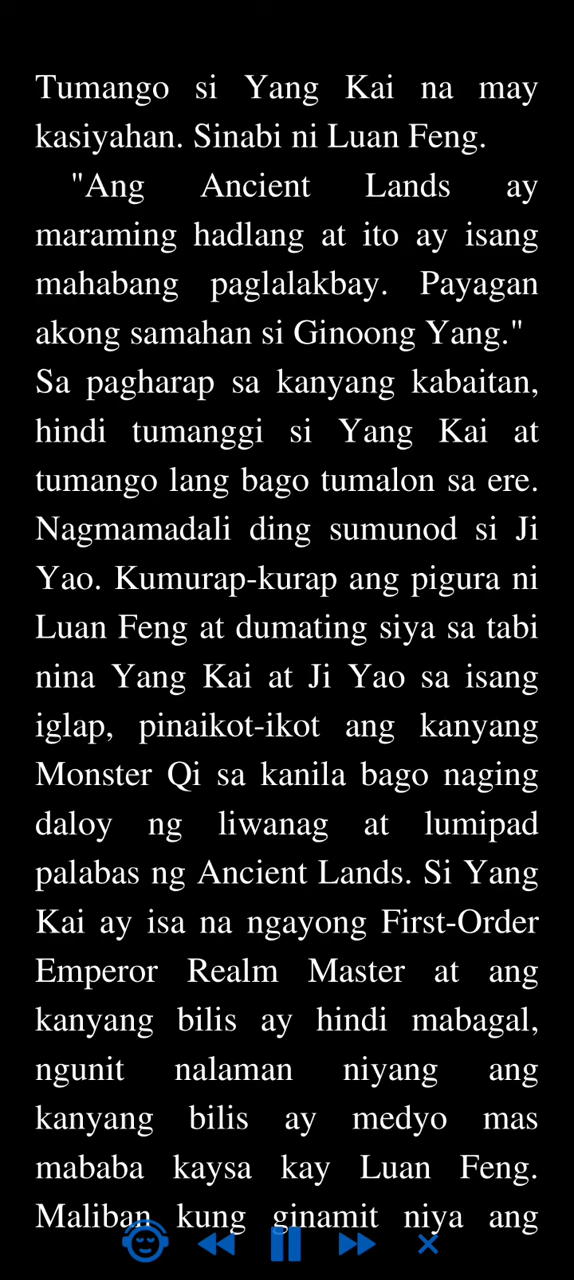 Tumango si Yang Kai na may
kasiyahan. Sinabi ni Luan Feng.
"Ang Ancient Lands ay
maraming hadlang at ito ay isang
mahabang paglalakbay. Payagan
akong samahan si Ginoong Yang."
Sa pagharap sa kanyang kabaitan,
hindi tumanggi si Yang Kai at
tumango lang bago tumalon sa ere.
Nagmamadali ding sumunod si Ji
Yao. Kumurap-kurap ang pigura ni
Luan Feng at dumating siya sa tabi
nina Yang Kai at Ji Yao sa isang
iglap, pinaikot-ikot ang kanyang
Monster Qi sa kanila bago naging
daloy ng liwanag at lumipad
palabas ng Ancient Lands. Si Yang
Kai ay isa na ngayong First-Order
Emperor Realm Master at ang
kanyang bilis ay hindi mabagal,
ngunit nalaman niyang ang
kanyang bilis ay medyo mas
mababa kaysa kay Luan Feng.
Maliban kung ginamit niya ang